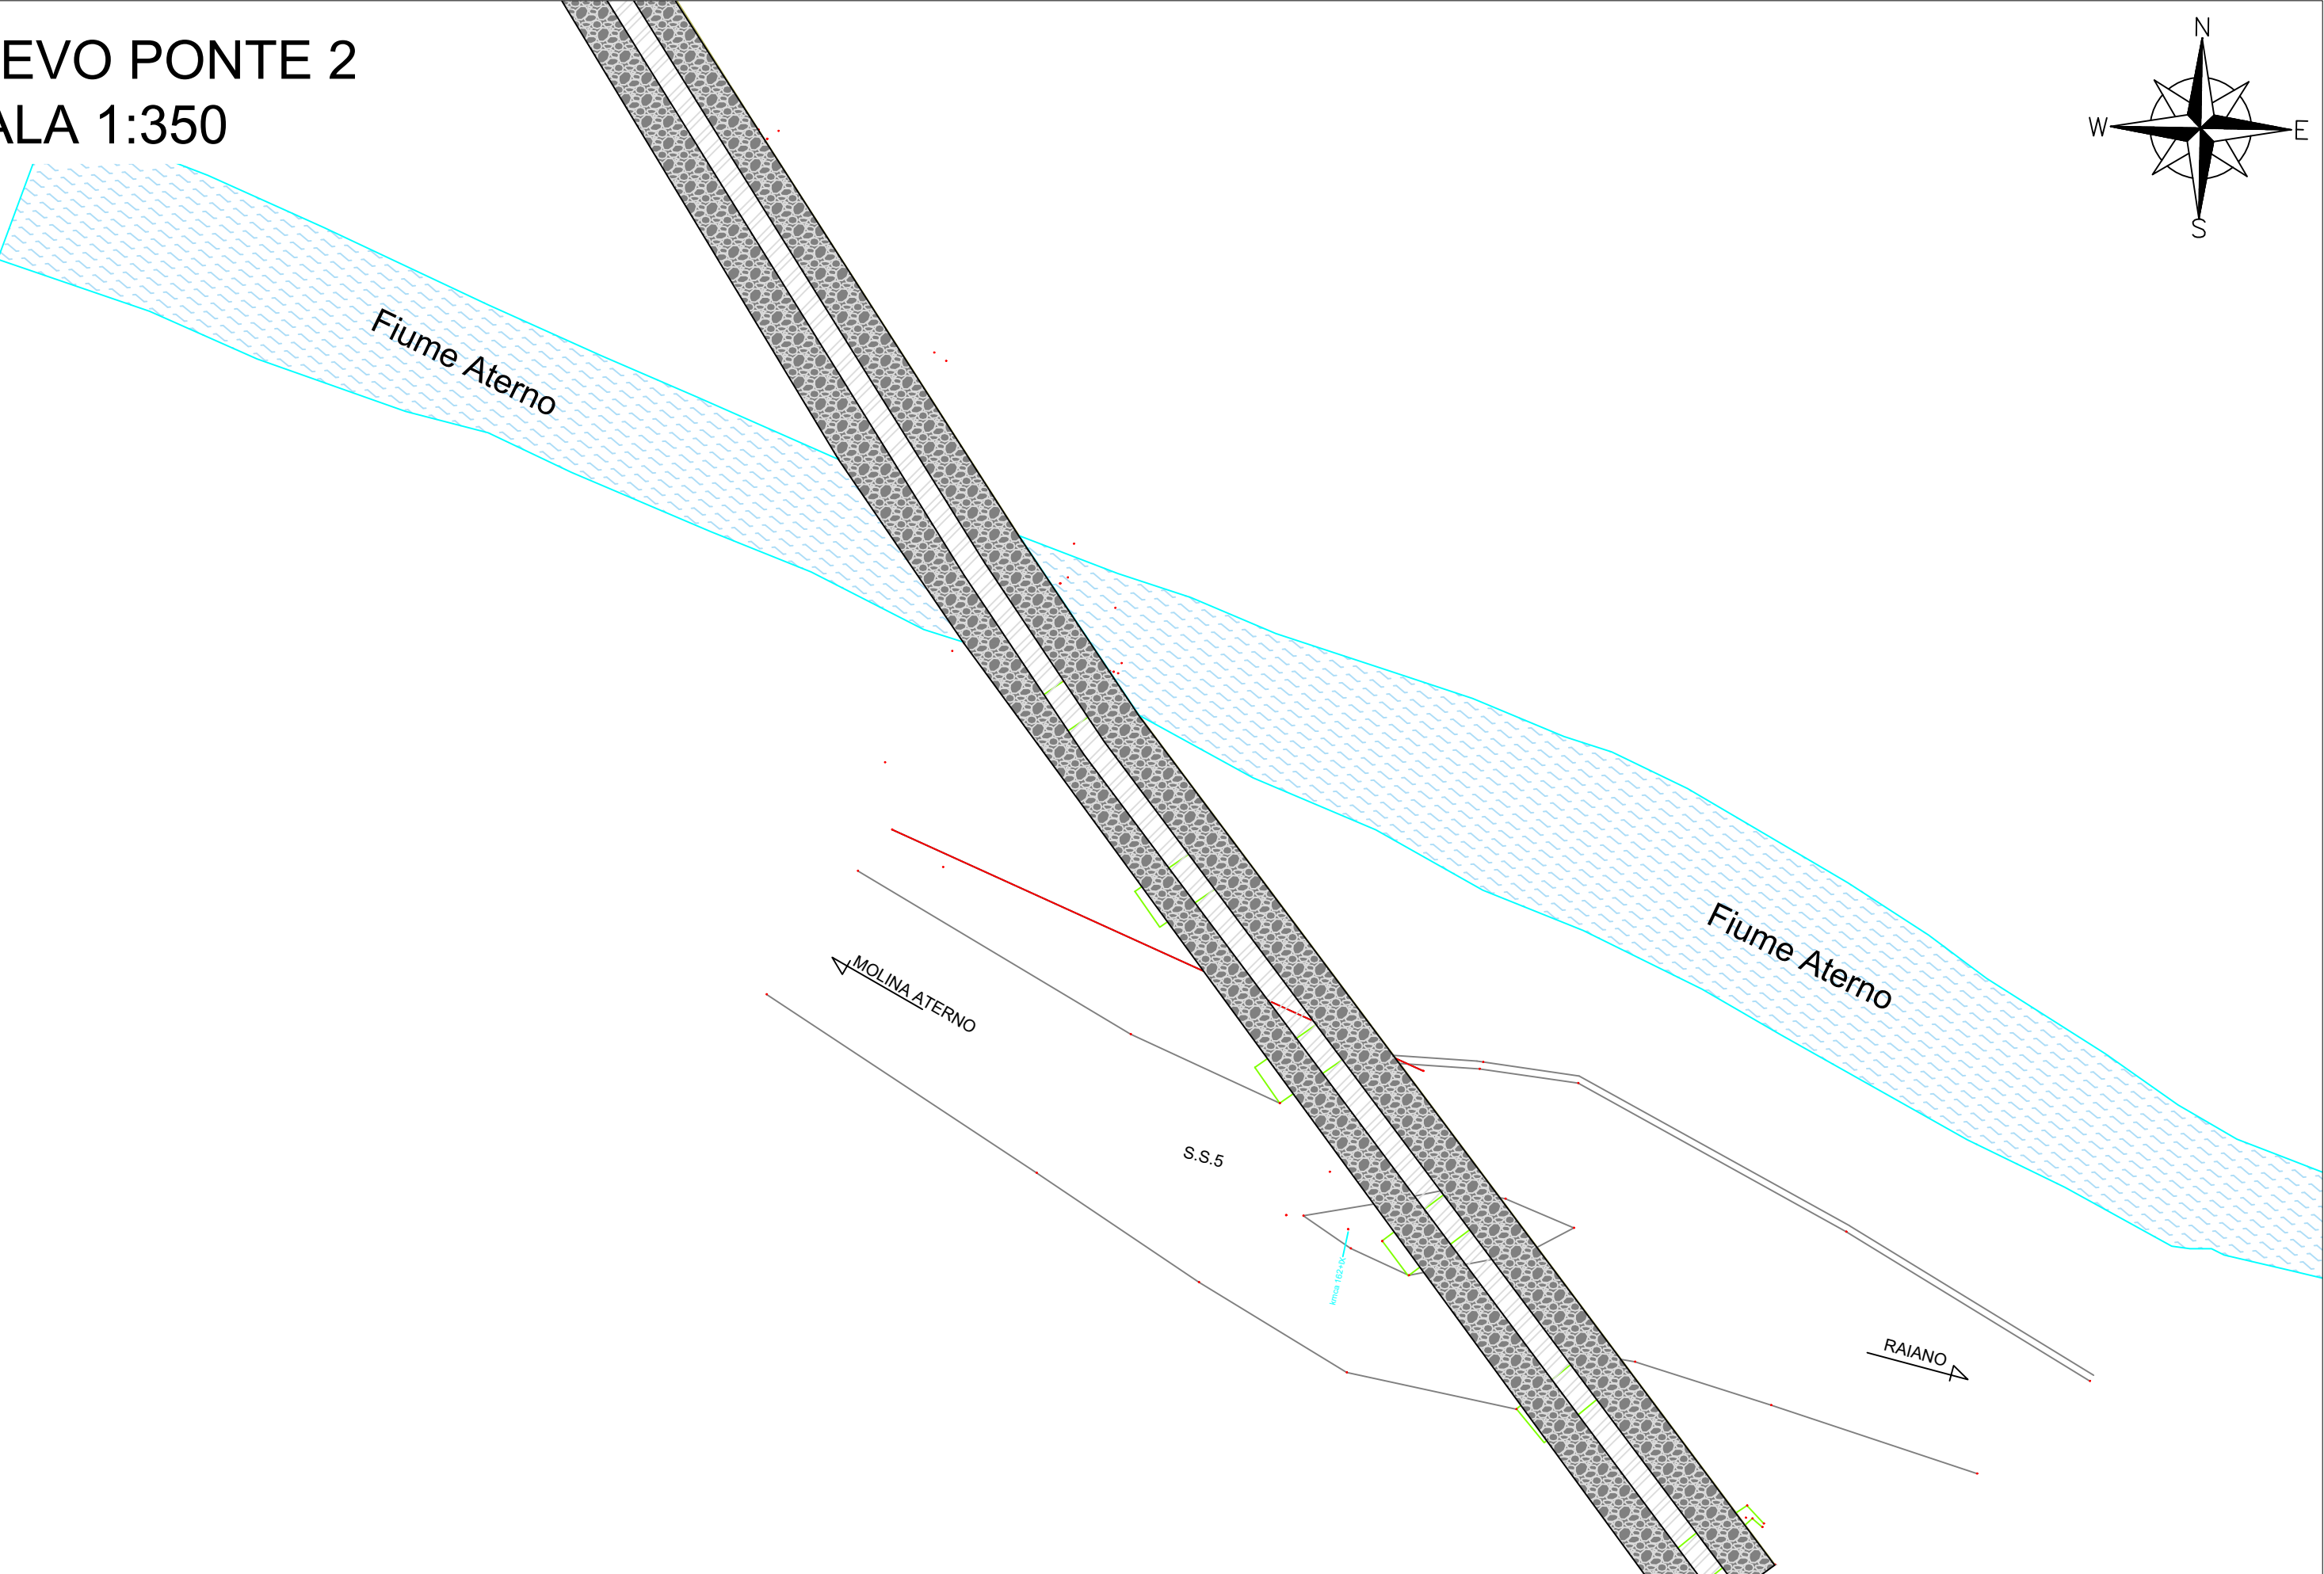 EVO PONTE 2
ALA 1:350
N
W
E
S
Fiume Aterno
Fiume Aterno
MOLINA ATERNO
S.S.5
RAIANO